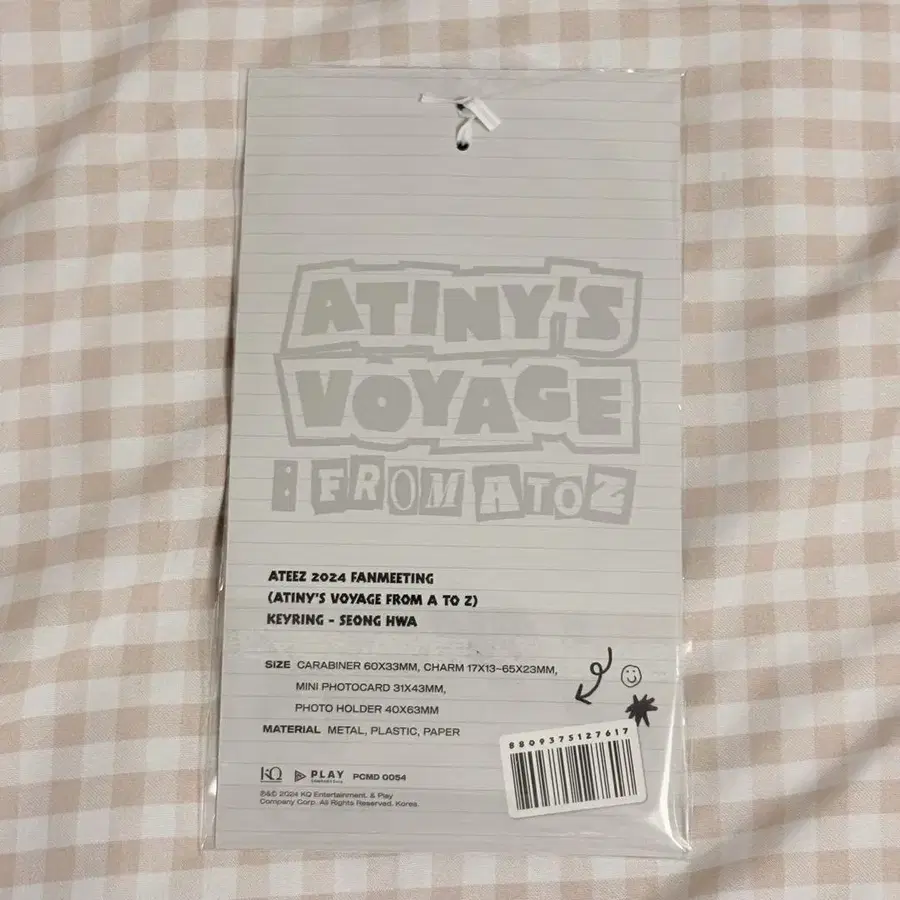 ATINY'S
VOYAGE
: FROM A TO Z
ATEEZ 2024 FANMEETING
(ATINY'S VOYAGE FROM A TO Z)
KEYRING - SEONG HWA
SIZE CARABINER 60X33MM, CHARM 17X13~65X23MM,
MINI PHOTOCARD 31X43MM,
PHOTO HOLDER 40X63MM
MATERIAL METAL, PLASTIC, PAPER
8809375127617
KQ PLAY PCMD 0054
℗&© 2024 KQ Entertainment. & Play
Company Corp. All Rights Reserved. Korea.